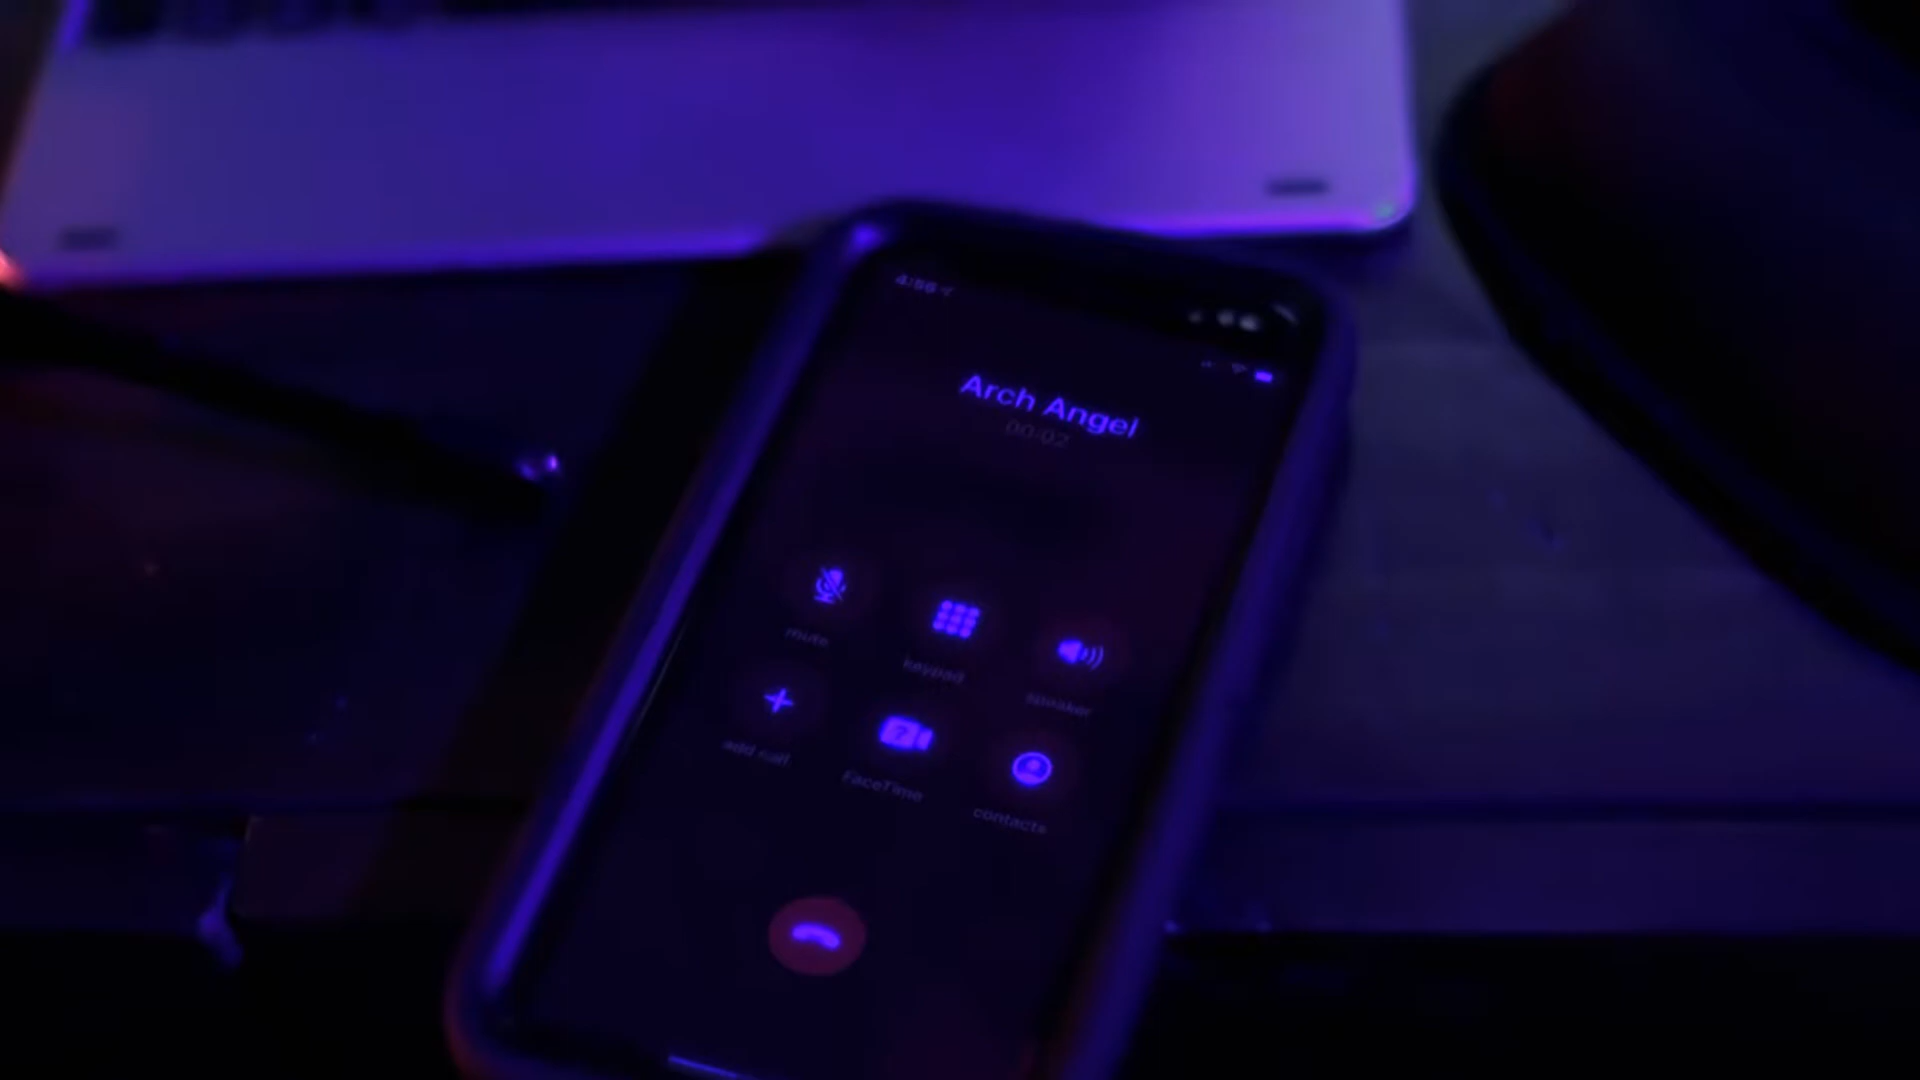 4:56
Arch Angel
00:02
mute
keypad
speaker
add call
FaceTime
contacts